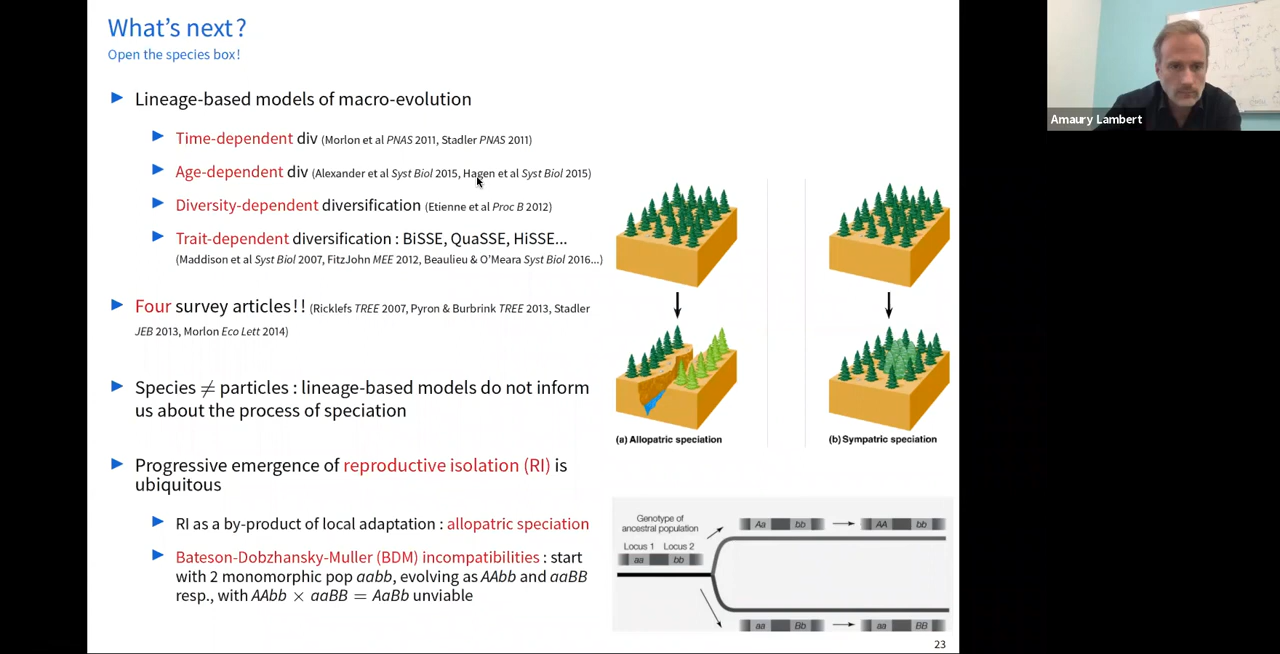 What's next?
Open the species box!
Lineage-based models of macro-evolution
Time-dependent div (Morlon et al PNAS 2011, Stadler PNAS 2011)
Age-dependent div (Alexander et al Syst Biol 2015, Hagen et al Syst Biol 2015)
Diversity-dependent diversification (Etienne et al Proc B 2012)
Trait-dependent diversification : BiSSE, QuaSSE, HiSSE...
(Maddison et al Syst Biol 2007, FitzJohn MEE 2012, Beaulieu & O'Meara Syst Biol 2016...)
Four survey articles!! (Ricklefs TREE 2007, Pyron & Burbrink TREE 2013, Stadler
JEB 2013, Morlon Eco Lett 2014)
Species ≠ particles : lineage-based models do not inform
us about the process of speciation
Progressive emergence of reproductive isolation (RI) is
ubiquitous
RI as a by-product of local adaptation : allopatric speciation
Bateson-Dobzhansky-Muller (BDM) incompatibilities : start
with 2 monomorphic pop aabb, evolving as AAbb and aaBB
resp., with AAbb × aaBB = AaBb unviable
(a) Allopatric speciation
(b) Sympatric speciation
Genotype of
ancestral population
Locus 1 Locus 2
aa bb
Aa bb
AA bb
aa Bb
aa BB
23
Amaury Lambert